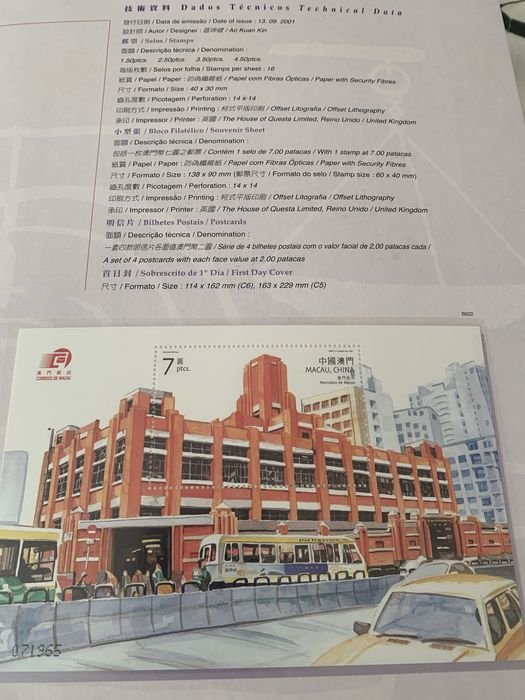 技術資料 Dados Técnicos Technical Data
發行日期 / Data de emissão / Date of issue : 13. 09. 2001
設計師 / Autor / Designer : 區坤健 / Ao Kuan Kin
郵票 / Selos / Stamps
面額 / Descrição técnica / Denomination :
1.50ptcs. 2.50ptcs. 3.50ptcs. 4.50ptcs.
每版枚數 / Selos por folha / Stamps per sheet : 16
紙質 / Papel / Paper : 防偽纖維紙 / Papel com Fibras Ópticas / Paper with Security Fibres
尺寸 / Formato / Size : 40 x 30 mm
齒孔度數 / Picotagem / Perforation : 14 x 14
印刷方式 / Impressão / Printing : 柯式平版印刷 / Offset Litografia / Offset Lithography
承印 / Impressor / Printer : 英國 / The House of Questa Limited, Reino Unido / United Kingdom
小型張 / Bloco Filatélico / Souvenir Sheet
面額 / Descrição técnica / Denomination :
包括一枚澳門幣七圓之郵票 / Contém 1 selo de 7,00 patacas / With 1 stamp at 7.00 patacas
紙質 / Papel / Paper : 防偽纖維紙 / Papel com Fibras Ópticas / Paper with Security Fibres
尺寸 / Formato / Size : 138 x 90 mm (郵票尺寸 / Formato do selo / Stamp size : 60 x 40 mm)
齒孔度數 / Picotagem / Perforation : 14 x 14
印刷方式 / Impressão / Printing : 柯式平版印刷 / Offset Litografia / Offset Lithography
承印 / Impressor / Printer : 英國 / The House of Questa Limited, Reino Unido / United Kingdom
明信片 / Bilhetes Postais / Postcards
面額 / Descrição técnica / Denomination :
一套四款明信片各面值澳門幣二圓 / Série de 4 bilhetes postais com o valor facial de 2,00 patacas cada /
A set of 4 postcards with each face value at 2.00 patacas
首日封 / Sobrescrito de 1º Dia / First Day Cover
尺寸 / Formato / Size : 114 x 162 mm (C6), 163 x 229 mm (C5)
B022
澳門郵政
CORREIOS DE MACAU
7 圓
ptcs.
中國澳門
MACAU, CHINA
澳門街市
Mercados de Macau
071965